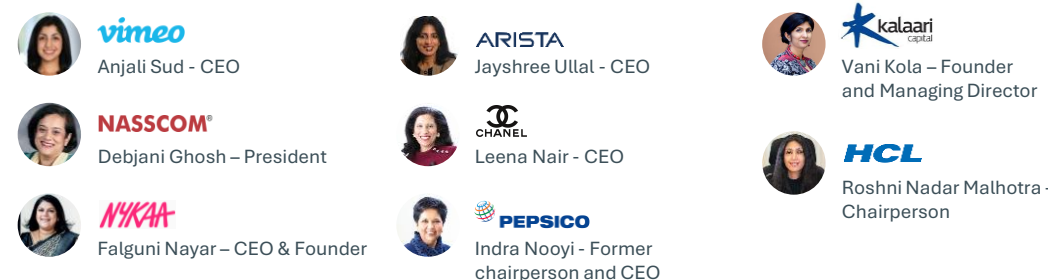 vimeo
Anjali Sud - CEO
NASSCOM®
Debjani Ghosh – President
NYKAA
Falguni Nayar – CEO & Founder
ARISTA
Jayshree Ullal - CEO
CHANEL
Leena Nair - CEO
PEPSICO
Indra Nooyi - Former
chairperson and CEO
kalaari
capital
Vani Kola – Founder
and Managing Director
HCL
Roshni Nadar Malhotra -
Chairperson